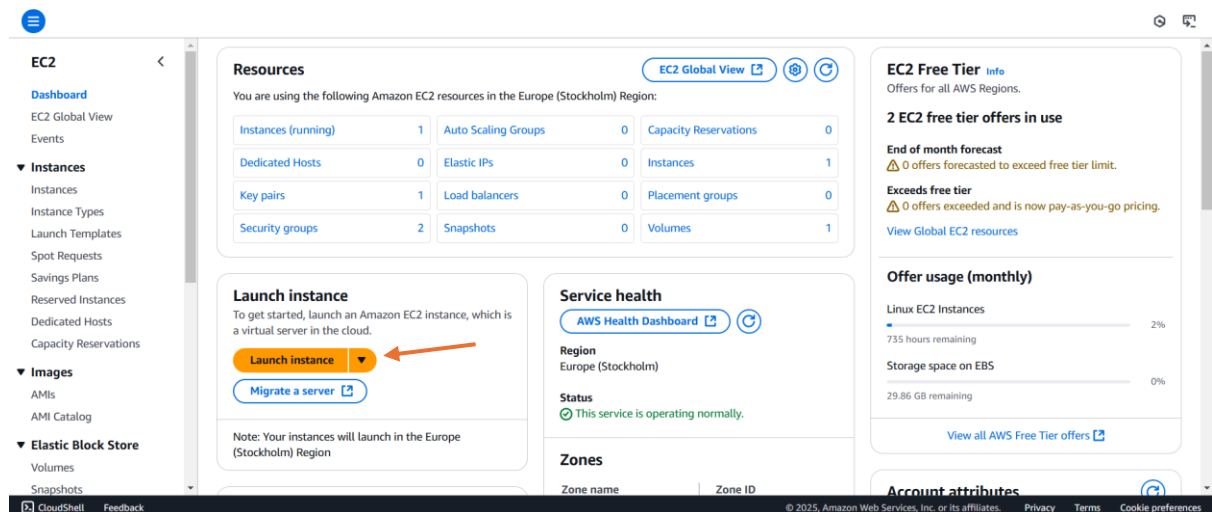 EC2
Dashboard
EC2 Global View
Events
Instances
Instances
Instance Types
Launch Templates
Spot Requests
Savings Plans
Reserved Instances
Dedicated Hosts
Capacity Reservations
Images
AMIs
AMI Catalog
Elastic Block Store
Volumes
Snapshots
Resources
EC2 Global View
You are using the following Amazon EC2 resources in the Europe (Stockholm) Region:
Instances (running) 1 Auto Scaling Groups 0 Capacity Reservations 0
Dedicated Hosts 0 Elastic IPs 0 Instances 1
Key pairs 1 Load balancers 0 Placement groups 0
Security groups 2 Snapshots 0 Volumes 1
Launch instance
To get started, launch an Amazon EC2 instance, which is
a virtual server in the cloud.
Launch instance
Migrate a server
Note: Your instances will launch in the Europe
(Stockholm) Region
Service health
AWS Health Dashboard
Region
Europe (Stockholm)
Status
This service is operating normally.
Zones
Zone name Zone ID
EC2 Free Tier Info
Offers for all AWS Regions.
2 EC2 free tier offers in use
End of month forecast
0 offers forecasted to exceed free tier limit.
Exceeds free tier
0 offers exceeded and is now pay-as-you-go pricing.
View Global EC2 resources
Offer usage (monthly)
Linux EC2 Instances
2%
735 hours remaining
Storage space on EBS
0%
29.86 GB remaining
View all AWS Free Tier offers
Account attributes
CloudShell Feedback © 2025, Amazon Web Services, Inc. or its affiliates. Privacy Terms Cookie preferences